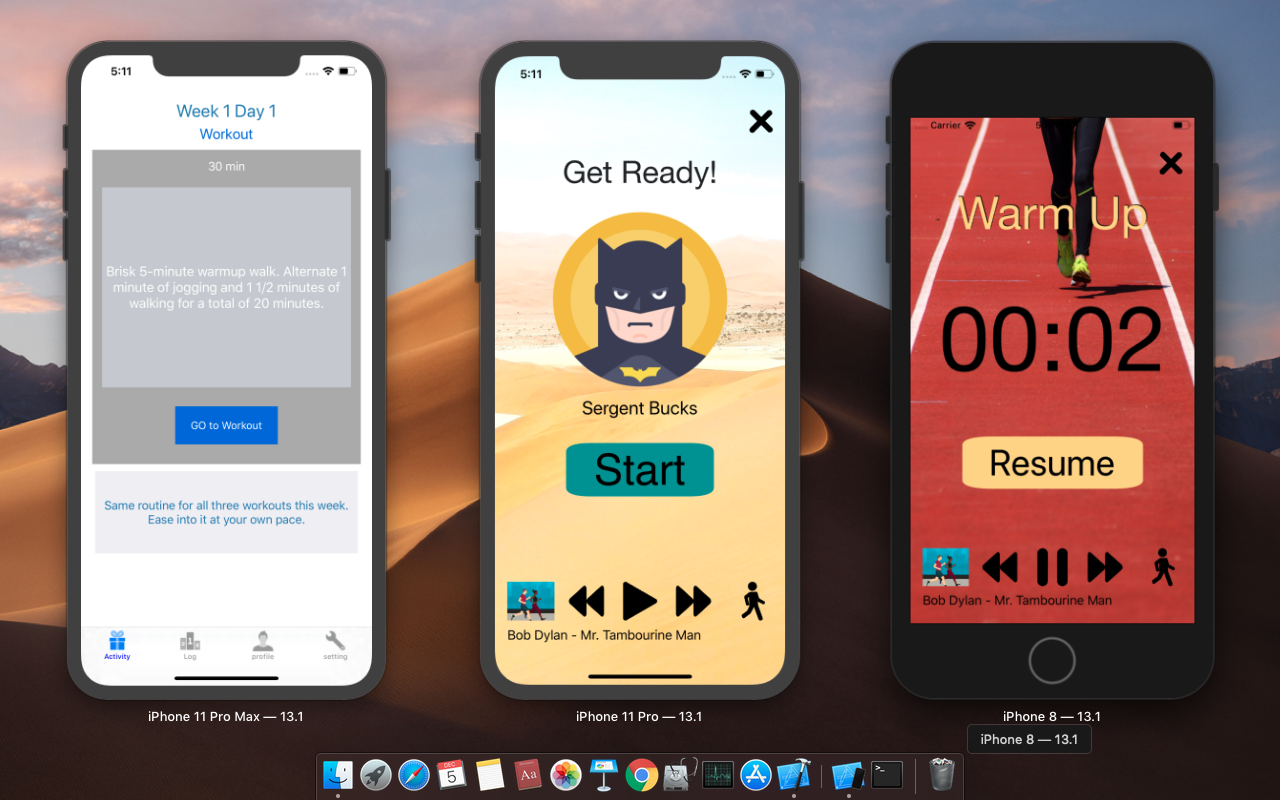 5:11
Week 1 Day 1
Workout
30 min
Brisk 5-minute warmup walk. Alternate 1
minute of jogging and 1 1/2 minutes of
walking for a total of 20 minutes.
GO to Workout
Same routine for all three workouts this week.
Ease into it at your own pace.
Activity
Log
profile
setting
iPhone 11 Pro Max — 13.1
5:11
Get Ready!
Sergent Bucks
Start
Bob Dylan - Mr. Tambourine Man
iPhone 11 Pro — 13.1
Carrier
Warm Up
00:02
Resume
Bob Dylan - Mr. Tambourine Man
iPhone 8 — 13.1
iPhone 8 — 13.1
DEC
5
Aa
>_